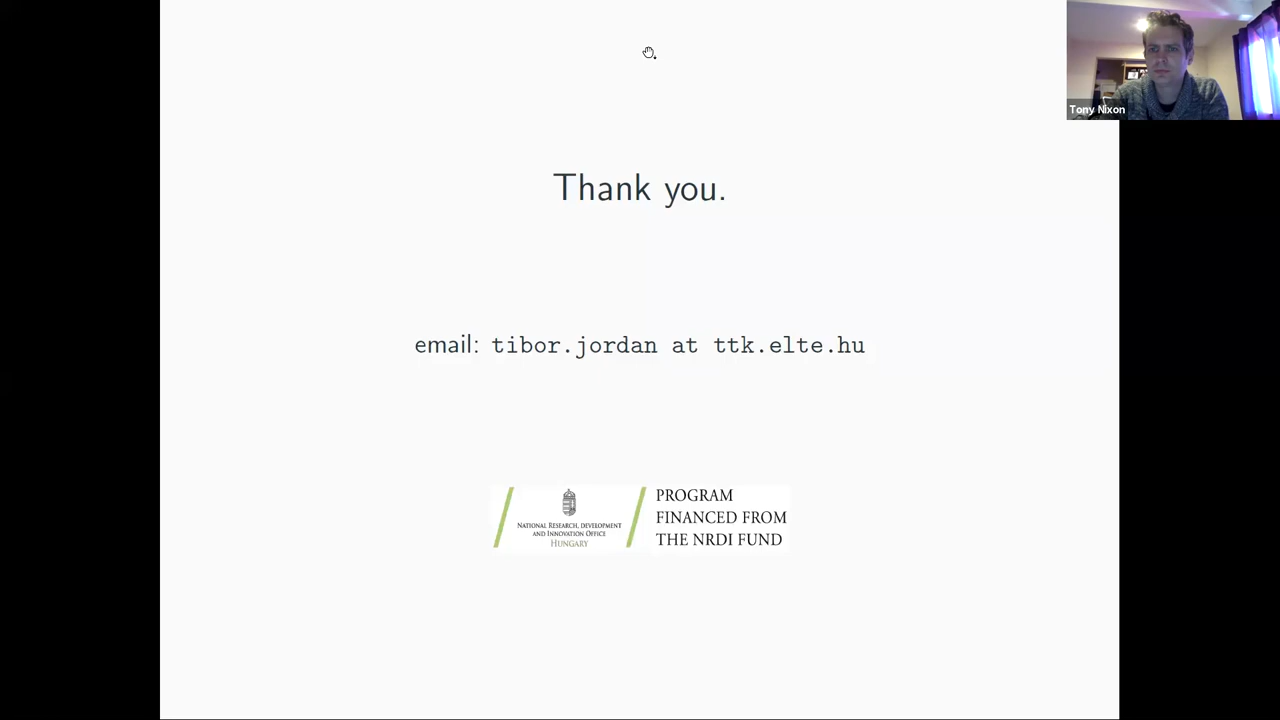 Tony Nixon
Thank you.
email: tibor.jordan at ttk.elte.hu
NATIONAL RESEARCH, DEVELOPMENT
AND INNOVATION OFFICE
HUNGARY
PROGRAM
FINANCED FROM
THE NRDI FUND